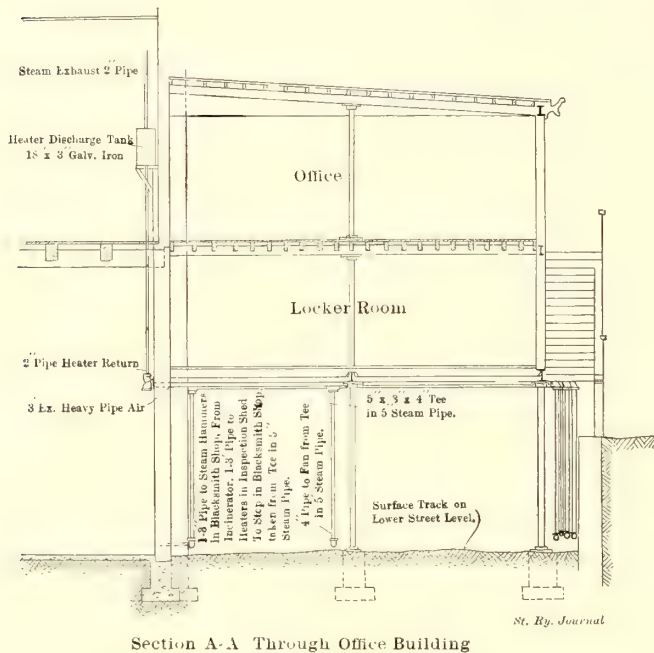 Steam Exhaust 2" Pipe
Heater Discharge Tank
18" x 3' Galv. Iron
Office
Locker Room
2" Pipe Heater Return
3" Ex. Heavy Pipe Air
1-3" Pipe to Steam Hammers
In Blacksmith Shop, From
Incinerator, 1-3" Pipe to
Heaters in Inspection Shed
To Stop in Blacksmith Shop
taken from Tee in 5"
Steam Pipe.
4" Pipe to Fan from Tee
in 5" Steam Pipe.
5" x 3" x 4" Tee
in 5" Steam Pipe.
Surface Track on
Lower Street Level.
St. Ry. Journal
Section A-A Through Office Building